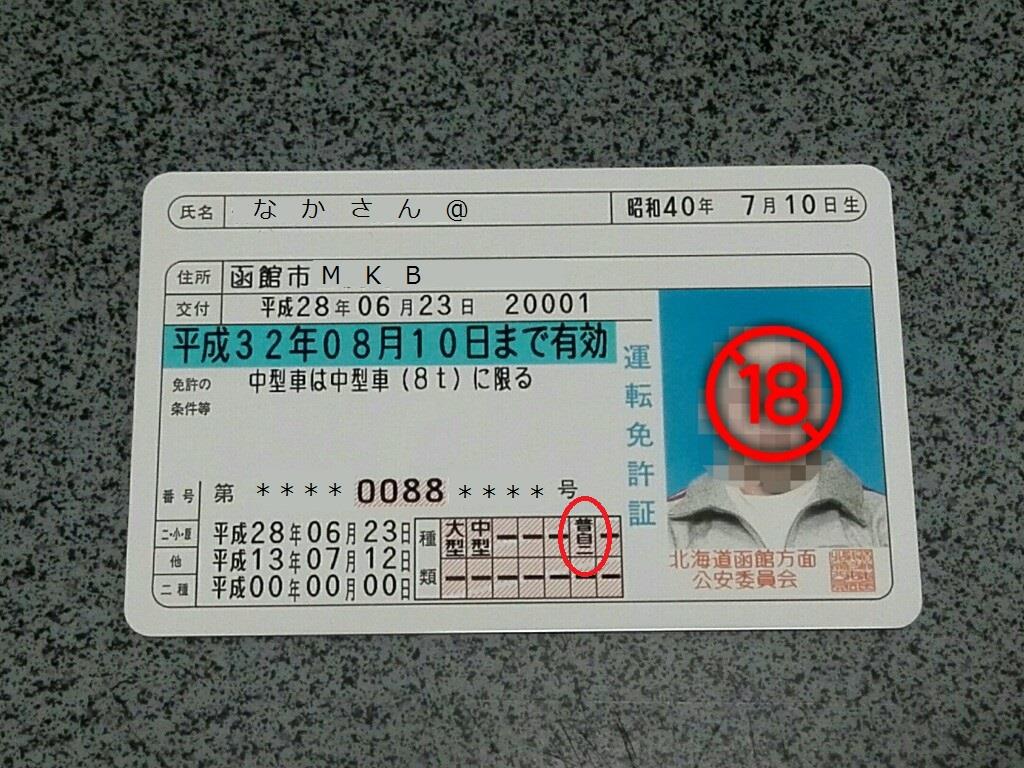 氏名 なかさん＠ 昭和40年 7月10日生
住所 函館市ＭＫＢ
交付 平成28年06月23日 20001
平成32年08月10日まで有効
免許の
条件等
中型車は中型車（8t）に限る
運転免許証
18
番号 第 ****0088****号
二・小・原 平成28年06月23日
他 平成13年07月12日
二種 平成00年00月00日
種類
大型 中型 ― ― ― 普自二 ―
― ― ― ― ― ― ―
北海道函館方面
公安委員会